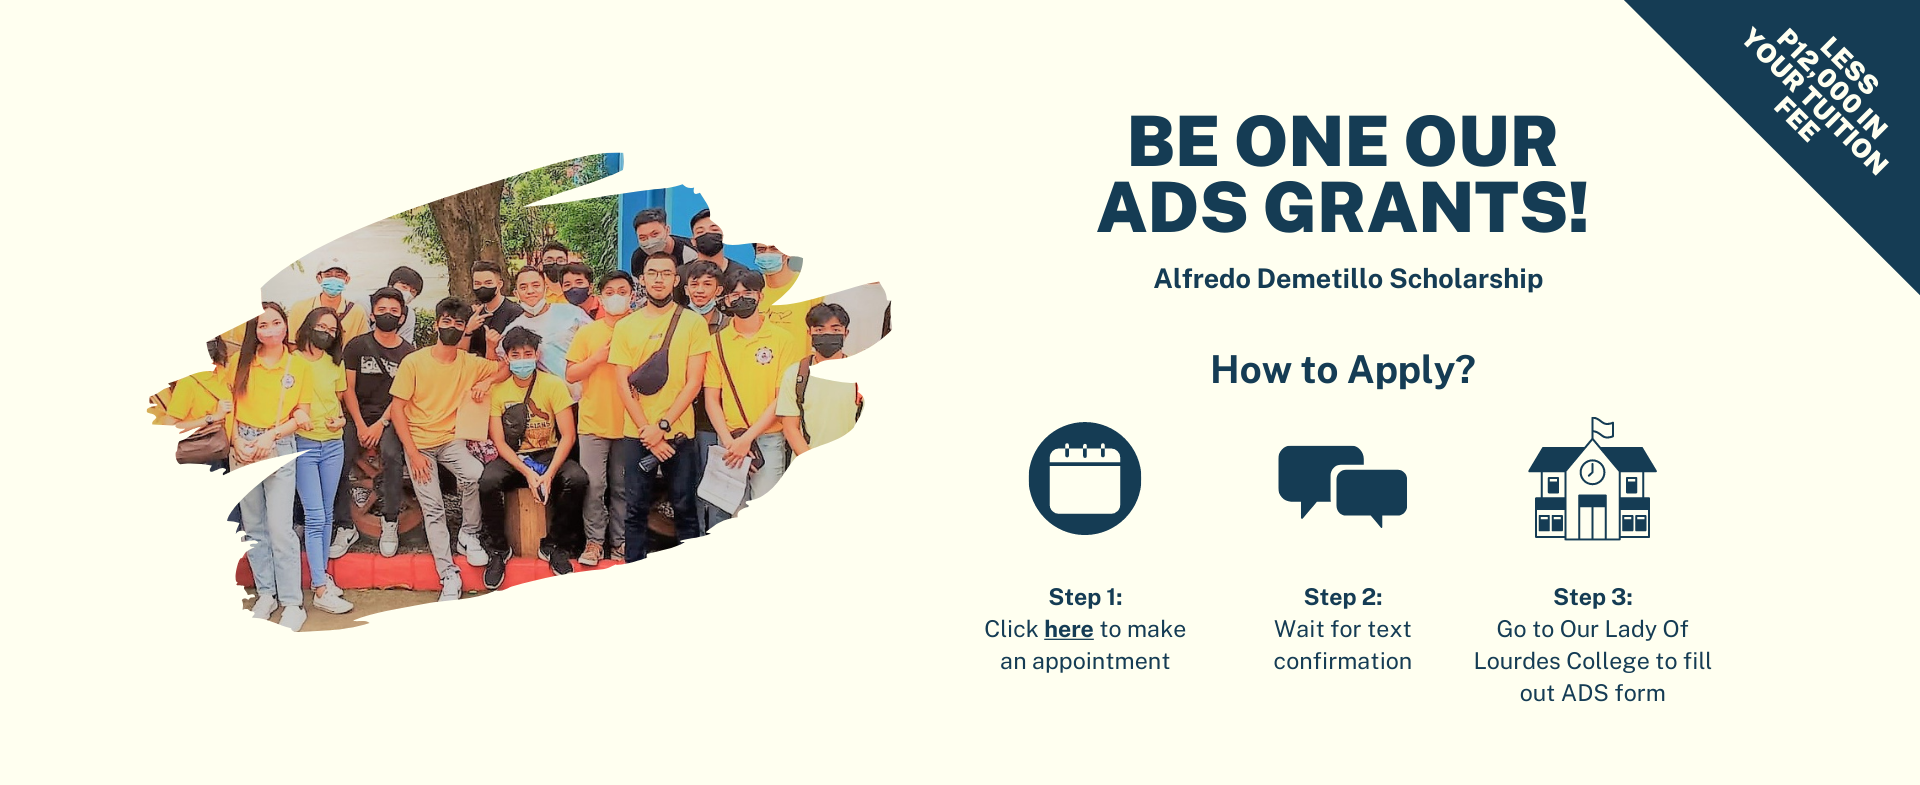 LESS
P12,000 IN
YOUR TUITION
FEE
BE ONE OUR
ADS GRANTS!
Alfredo Demetillo Scholarship
How to Apply?
Step 1:
Click here to make
an appointment
Step 2:
Wait for text
confirmation
Step 3:
Go to Our Lady Of
Lourdes College to fill
out ADS form